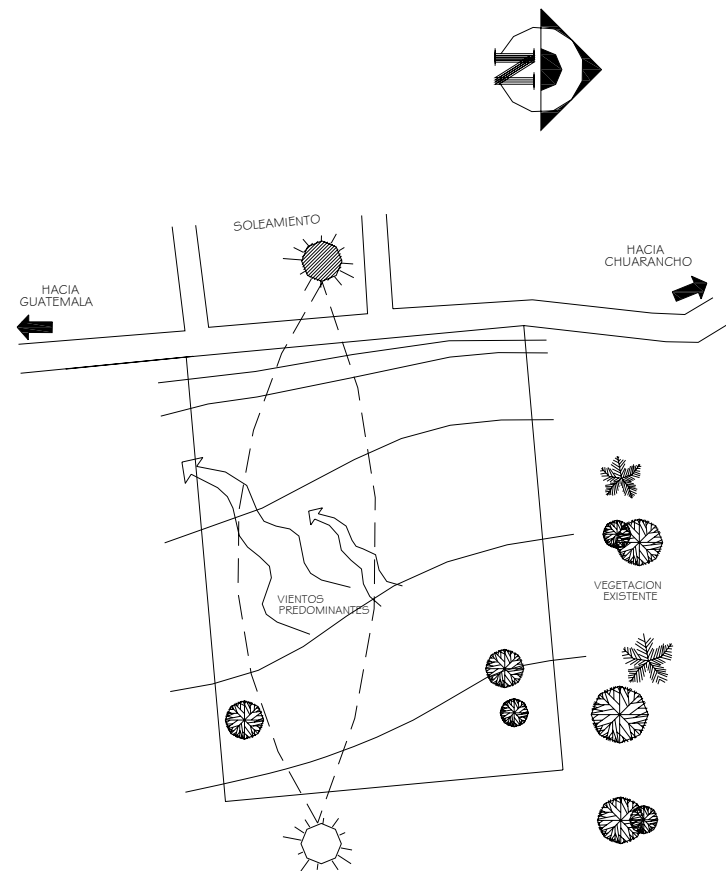 N
SOLEAMIENTO
HACIA
CHUARANCHO
HACIA
GUATEMALA
VIENTOS
PREDOMINANTES
VEGETACION
EXISTENTE